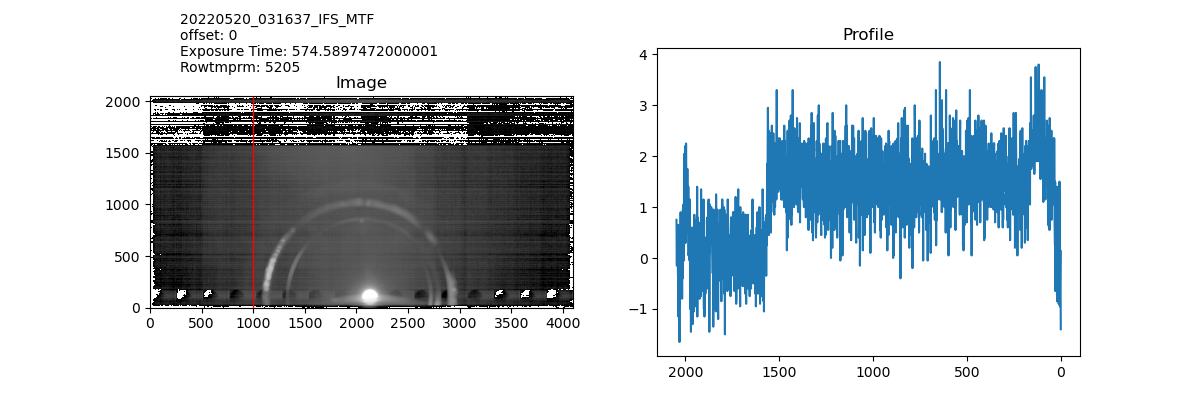 20220520_031637_IFS_MTF
offset: 0
Exposure Time: 574.5897472000001
Rowtmprm: 5205
Image
2000
1500
1000
500
0
0 500 1000 1500 2000 2500 3000 3500 4000
Profile
4
3
2
1
0
−1
2000 1500 1000 500 0